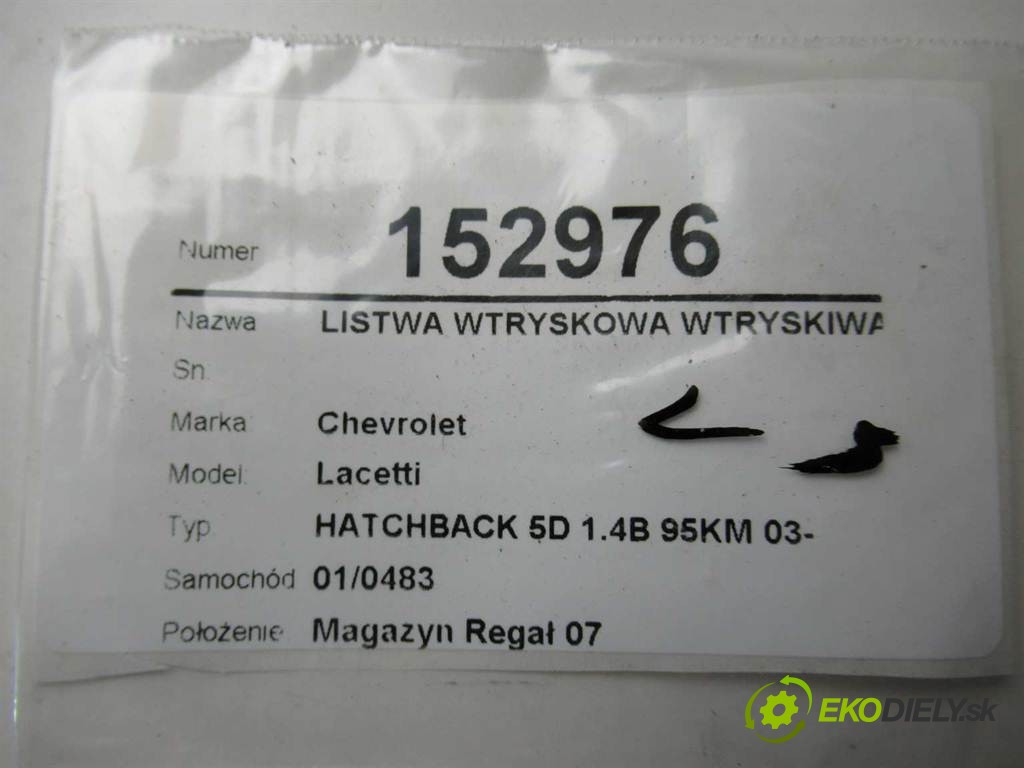 Numer 152976
Nazwa LISTWA WTRYSKOWA WTRYSKIWA
Sn.
Marka Chevrolet
Model: Lacetti
Typ HATCHBACK 5D 1.4B 95KM 03-
Samochód 01/0483
Położenie Magazyn Regał 07
EKODIELY.sk